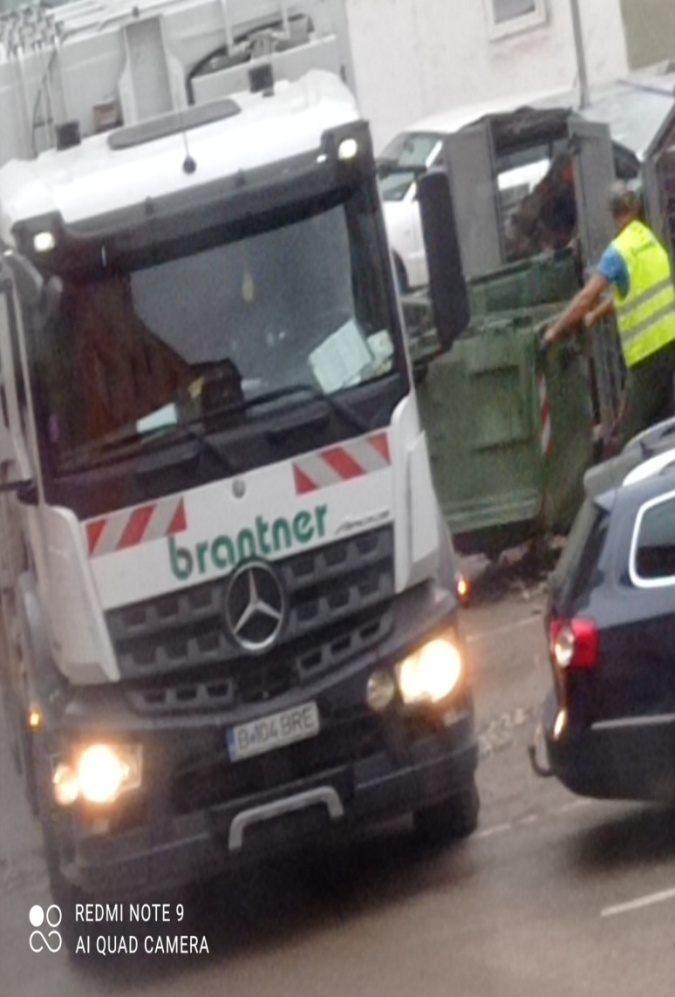 brantner
B 104 BRE
REDMI NOTE 9
AI QUAD CAMERA